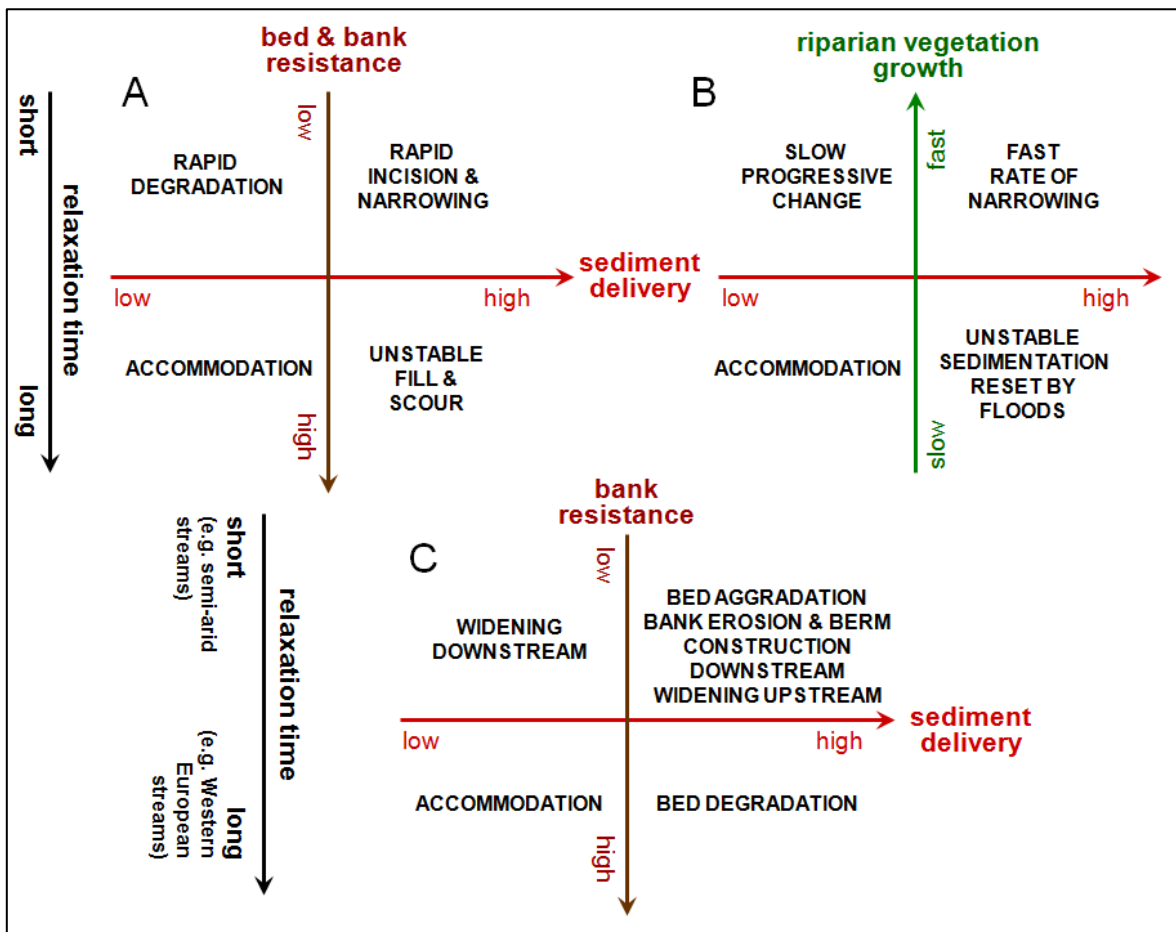 bed & bank
resistance
A
short
relaxation time
long
low
RAPID
DEGRADATION
RAPID
INCISION &
NARROWING
low
high
sediment
delivery
ACCOMMODATION
UNSTABLE
FILL &
SCOUR
high
riparian vegetation
growth
B
fast
SLOW
PROGRESSIVE
CHANGE
FAST
RATE OF
NARROWING
low
high
ACCOMMODATION
UNSTABLE
SEDIMENTATION
RESET BY
FLOODS
slow
short
(e.g. semi-arid
streams)
relaxation time
long
(e.g. Western
European
streams)
bank
resistance
C
low
WIDENING
DOWNSTREAM
BED AGGRADATION
BANK EROSION & BERM
CONSTRUCTION
DOWNSTREAM
WIDENING UPSTREAM
low
high
sediment
delivery
ACCOMMODATION
BED DEGRADATION
high